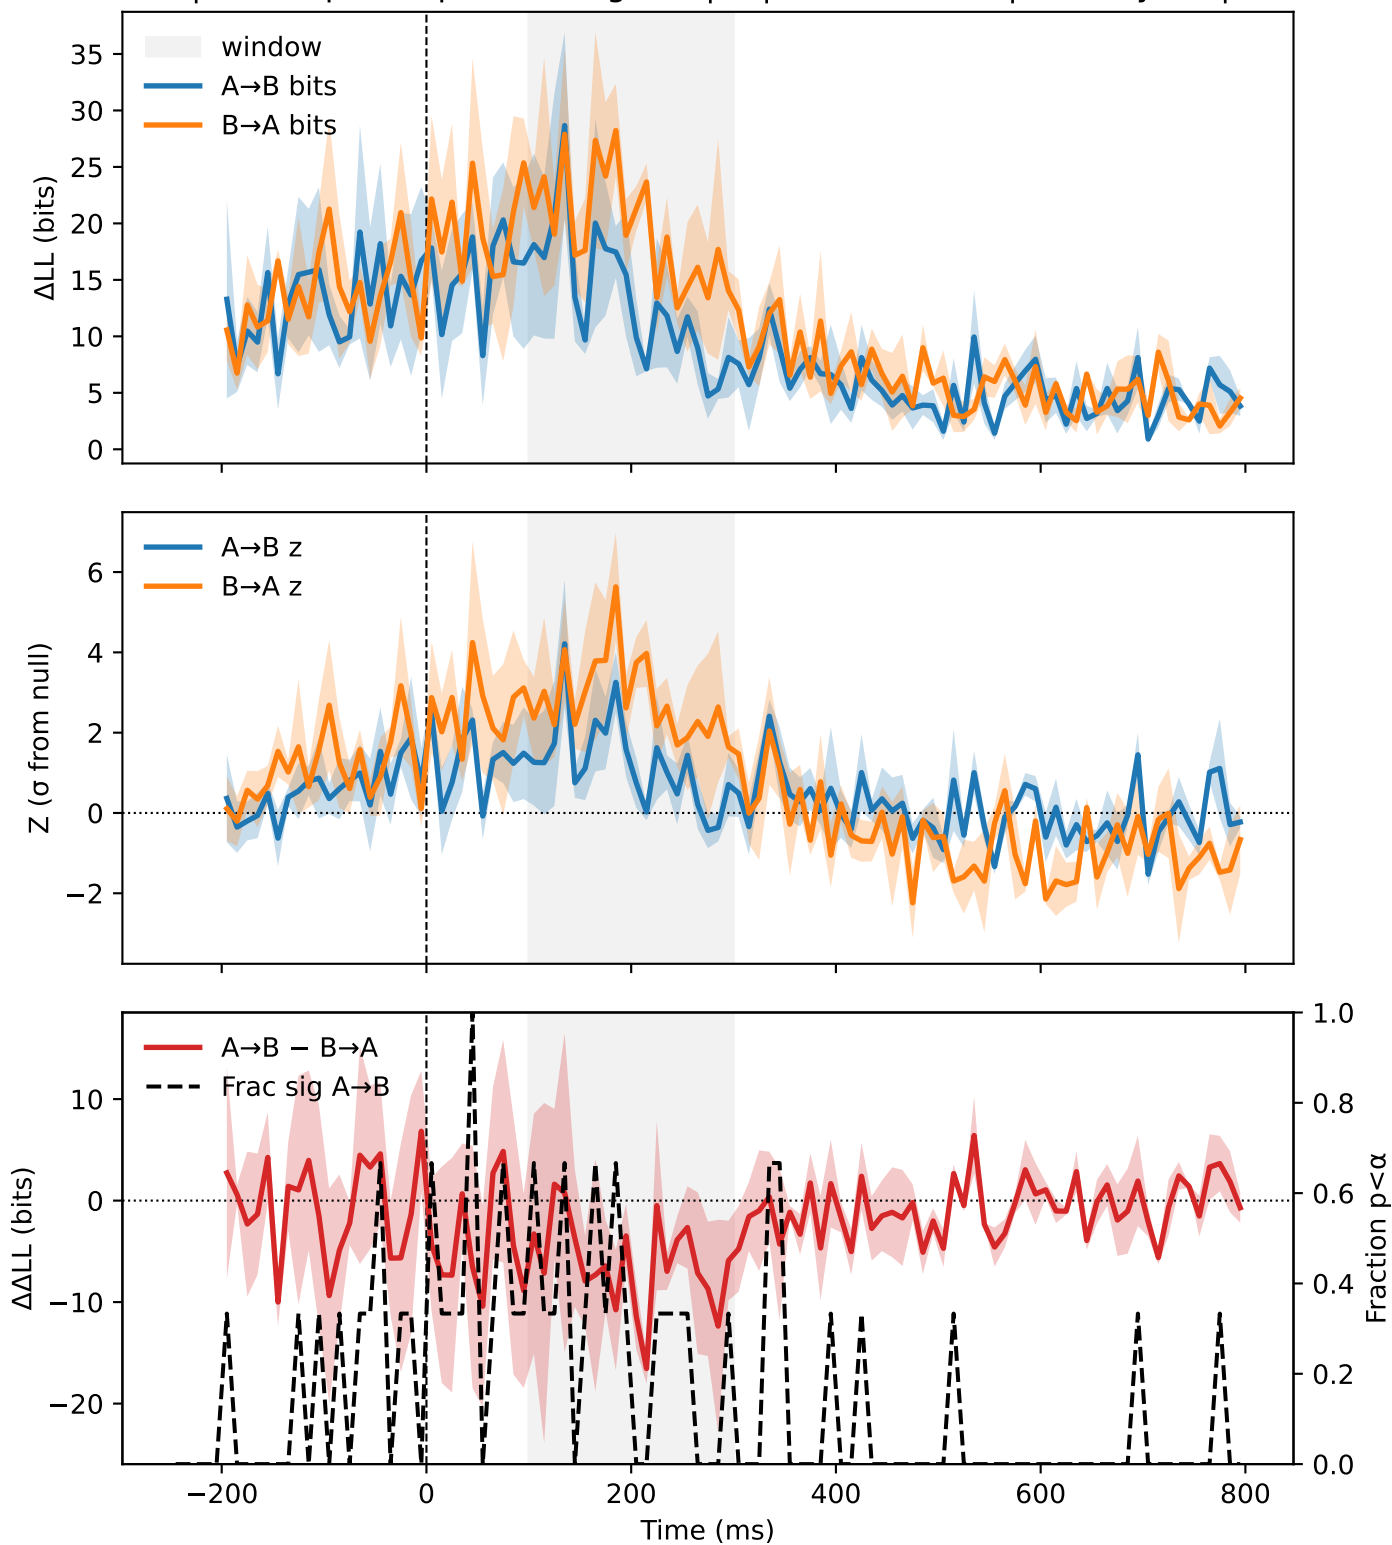 window
A→B bits
B→A bits
ΔLL (bits)
35
30
25
20
15
10
5
0
A→B z
B→A z
Z (σ from null)
6
4
2
0
−2
A→B − B→A
Frac sig A→B
ΔΔLL (bits)
10
0
−10
−20
1.0
0.8
0.6
0.4
0.2
0.0
Fraction p<α
−200
0
200
400
600
800
Time (ms)